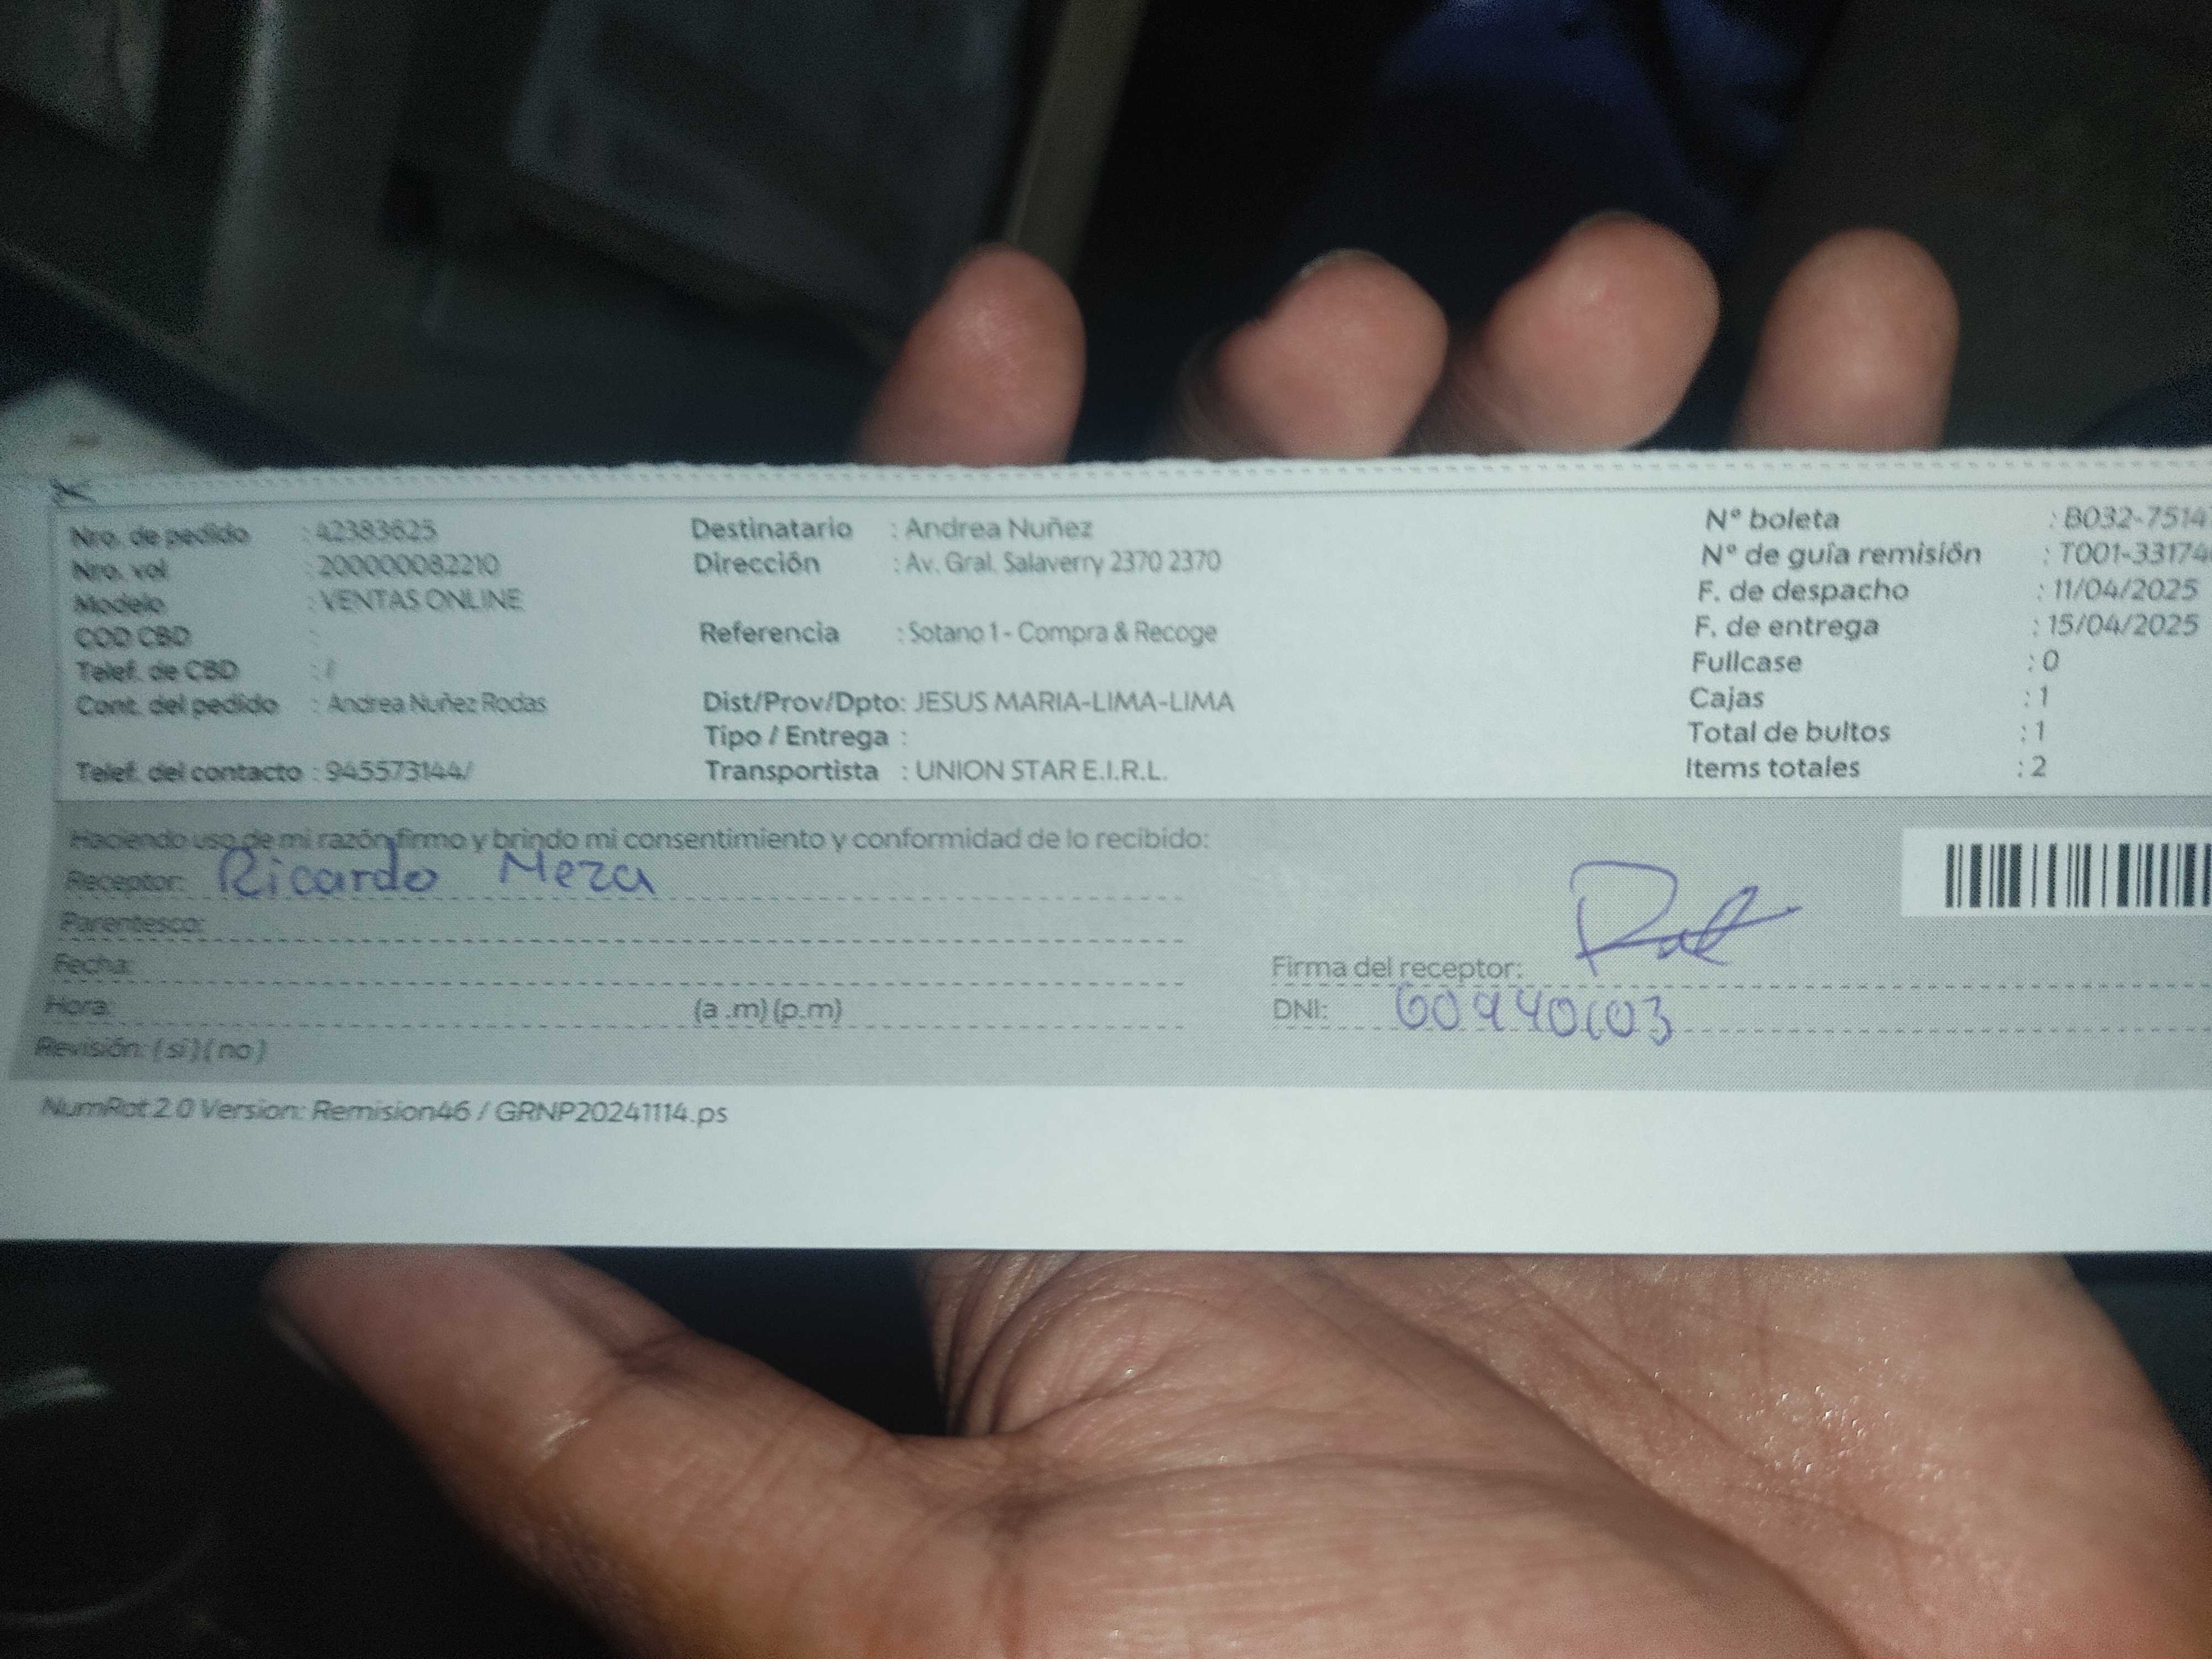 Nro. de pedido : 42383625
Nro. vol : 200000082210
Modelo : VENTAS ONLINE
COD CBD :
Telef. de CBD : /
Cont. del pedido : Andrea Nuñez Rodas
Telef. del contacto : 945573144/
Destinatario : Andrea Nuñez
Dirección : Av. Gral. Salaverry 2370 2370
Referencia : Sotano 1 - Compra & Recoge
Dist/Prov/Dpto: JESUS MARIA-LIMA-LIMA
Tipo / Entrega :
Transportista : UNION STAR E.I.R.L.
N° boleta : B032-7514
N° de guía remisión : T001-33174
F. de despacho : 11/04/2025
F. de entrega : 15/04/2025
Fullcase : 0
Cajas : 1
Total de bultos : 1
Items totales : 2
Haciendo uso de mi razón firmo y brindo mi consentimiento y conformidad de lo recibido:
Receptor: Ricardo Meza
Parentesco:
Fecha:
Hora: (a .m) (p.m)
Revisión: ( si ) ( no )
Firma del receptor:
DNI:
NumRot 2.0 Version: Remision46 / GRNP20241114.ps